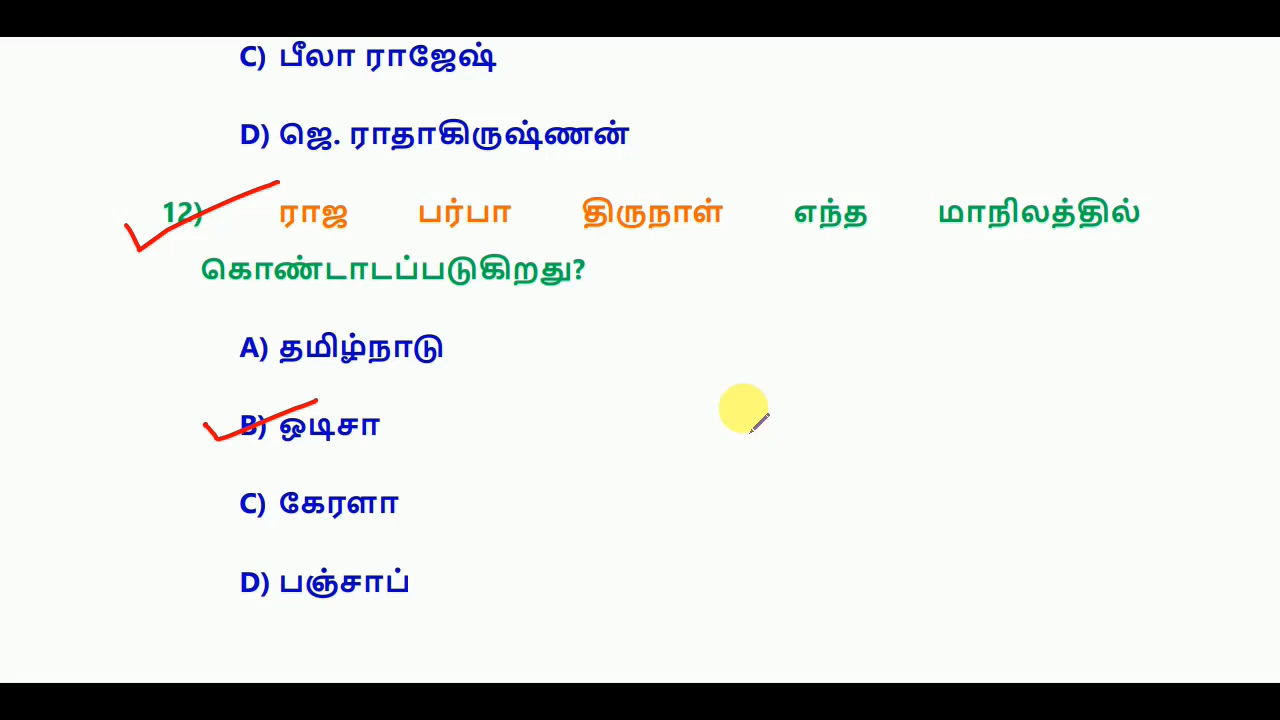 C) பீலா ராஜேஷ்
D) ஜெ. ராதாகிருஷ்ணன்
12) ராஜ பர்பா திருநாள் எந்த மாநிலத்தில்
கொண்டாடப்படுகிறது?
A) தமிழ்நாடு
B) ஒடிசா
C) கேரளா
D) பஞ்சாப்